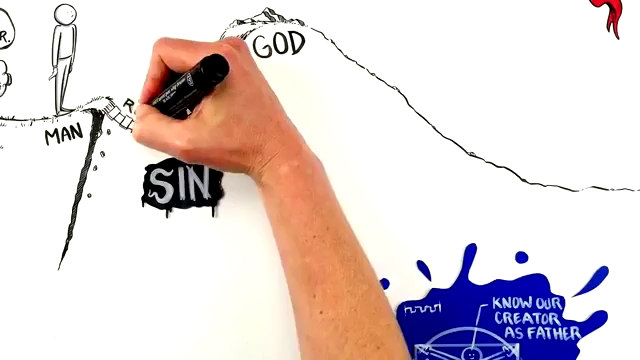 GOD
MAN
SIN
KNOW OUR
CREATOR
AS FATHER